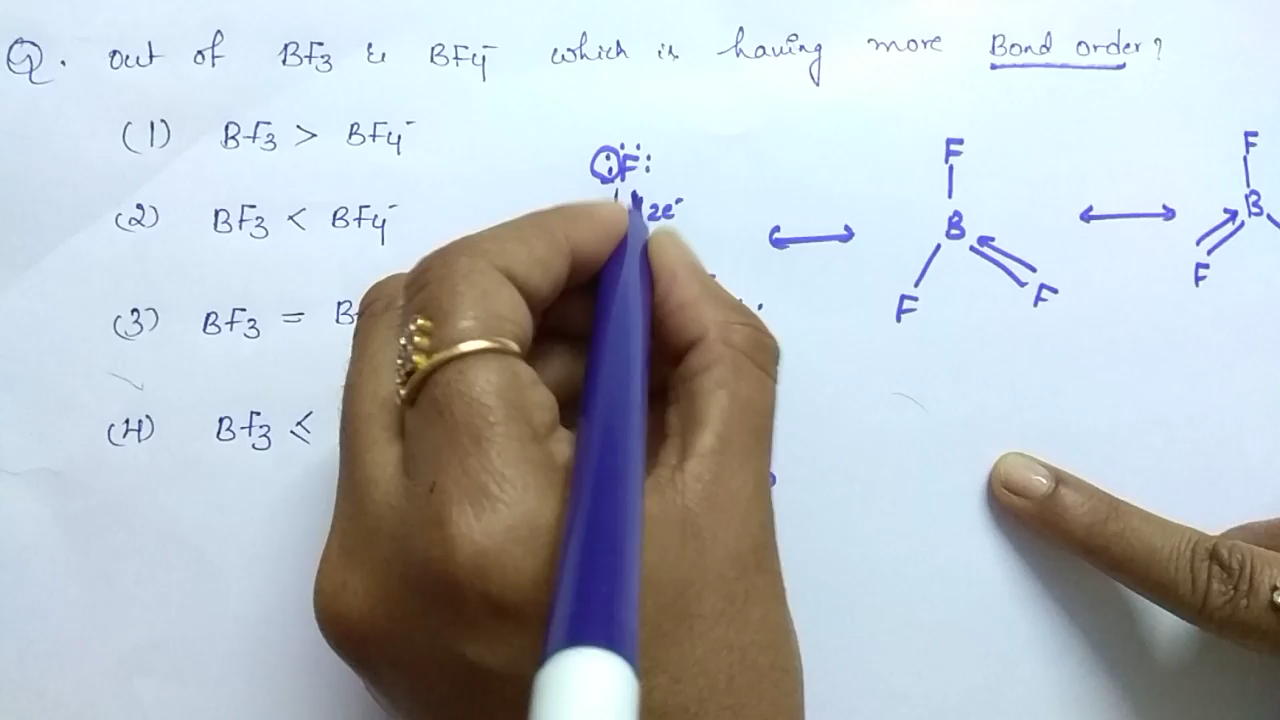 Q. out of BF3 & BF4⁻ which is having more Bond order?
(1) BF3 > BF4⁻
(2) BF3 < BF4⁻
(3) BF3 =
(4) BF3 ≤
:F:
2e⁻
F
B
F
F
F
B
F